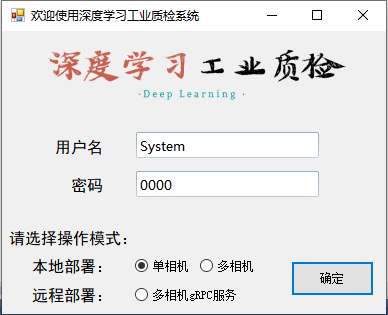 欢迎使用深度学习工业质检系统
深度学习工业质检
·Deep Learning·
用户名 System
密码 0000
请选择操作模式：
本地部署： 单相机 多相机
远程部署： 多相机gRPC服务
确定